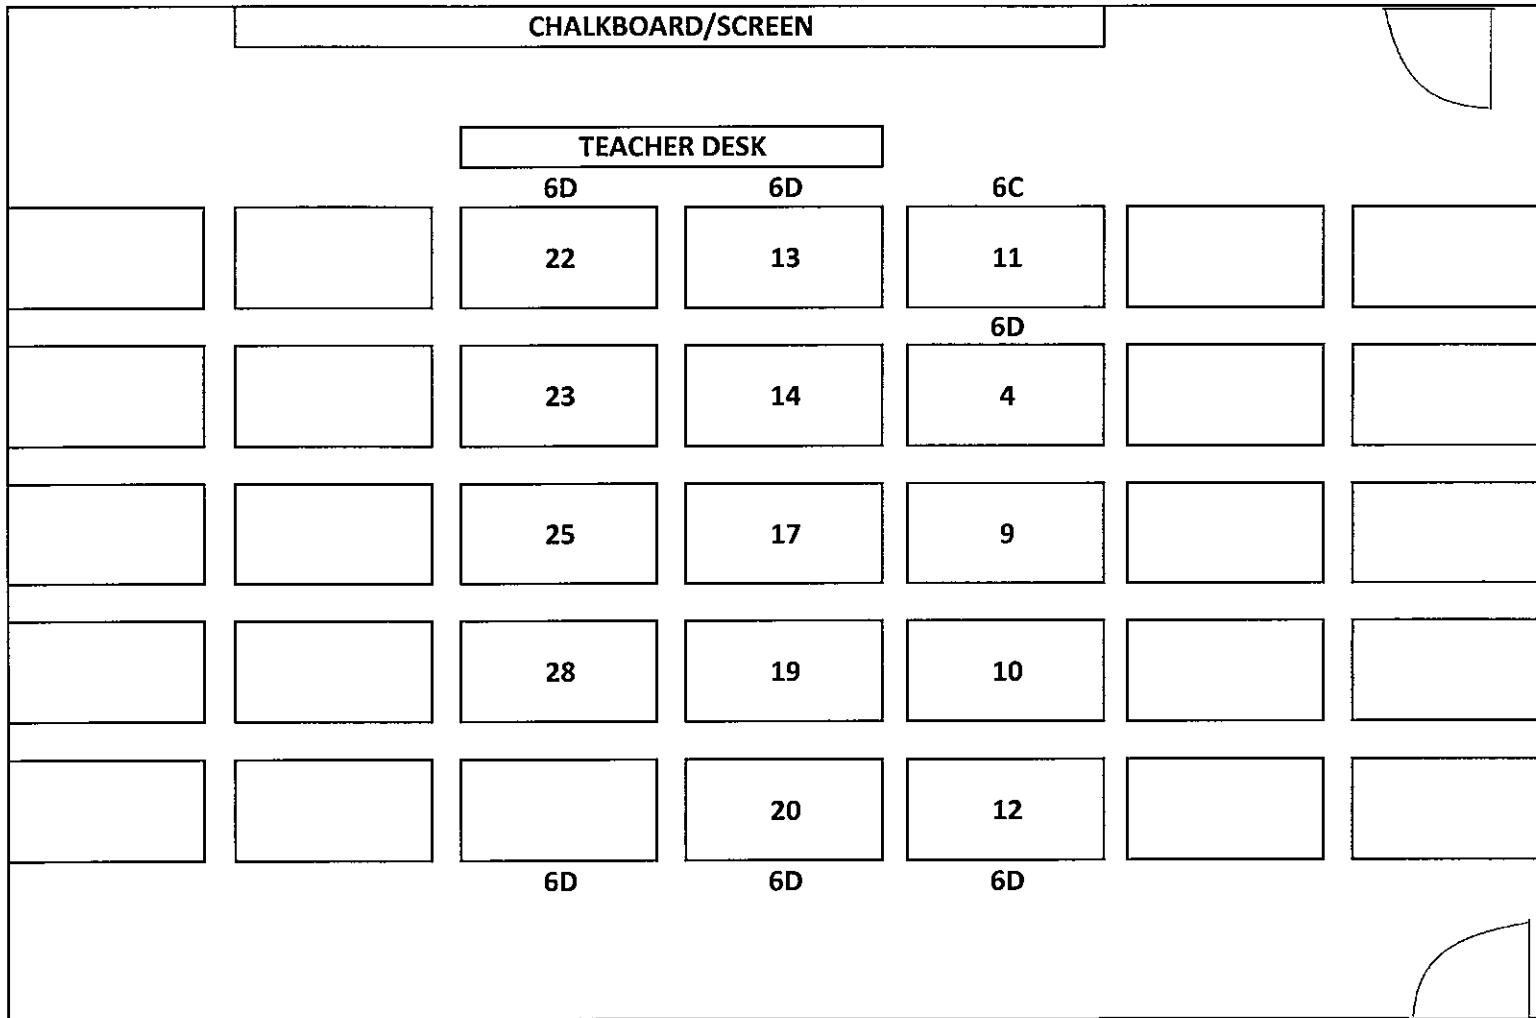 CHALKBOARD/SCREEN
TEACHER DESK
6D 6D 6C
22 13 11
6D
23 14 4
25 17 9
28 19 10
20 12
6D 6D 6D